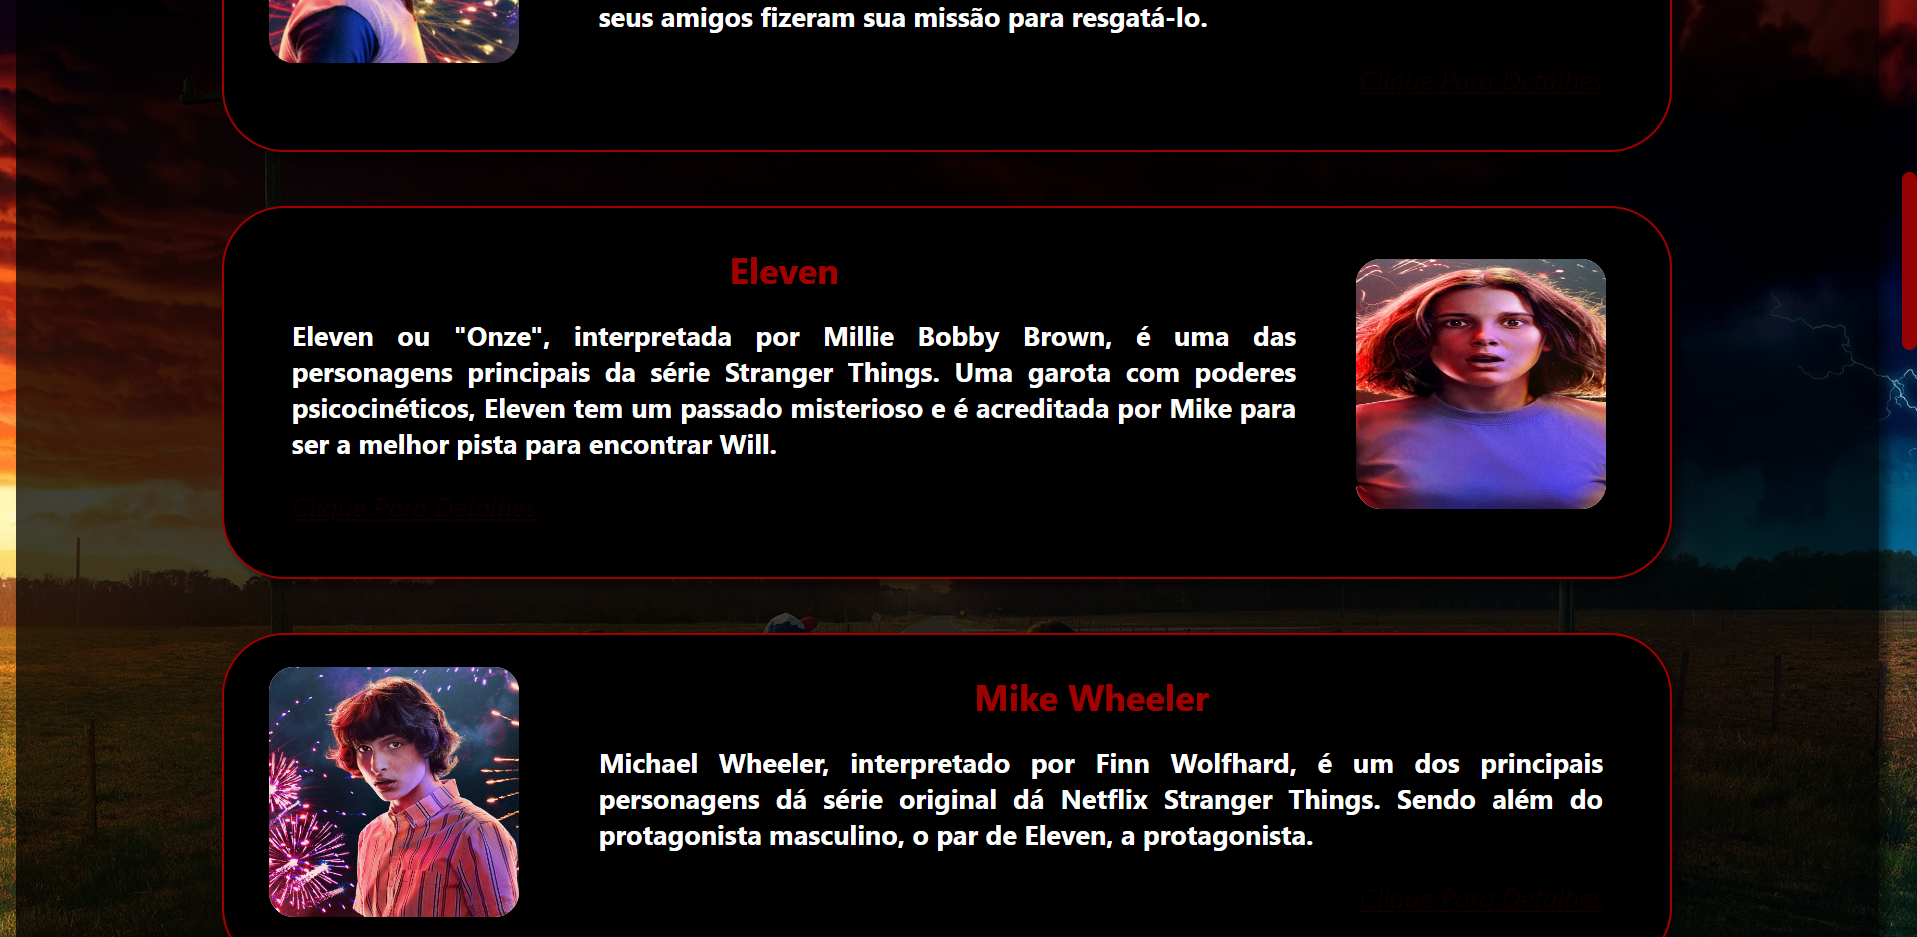 seus amigos fizeram sua missão para resgatá-lo.
Clique Para Detalhes
Eleven
Eleven ou "Onze", interpretada por Millie Bobby Brown, é uma das
personagens principais da série Stranger Things. Uma garota com poderes
psicocinéticos, Eleven tem um passado misterioso e é acreditada por Mike para
ser a melhor pista para encontrar Will.
Clique Para Detalhes
Mike Wheeler
Michael Wheeler, interpretado por Finn Wolfhard, é um dos principais
personagens dá série original dá Netflix Stranger Things. Sendo além do
protagonista masculino, o par de Eleven, a protagonista.
Clique Para Detalhes